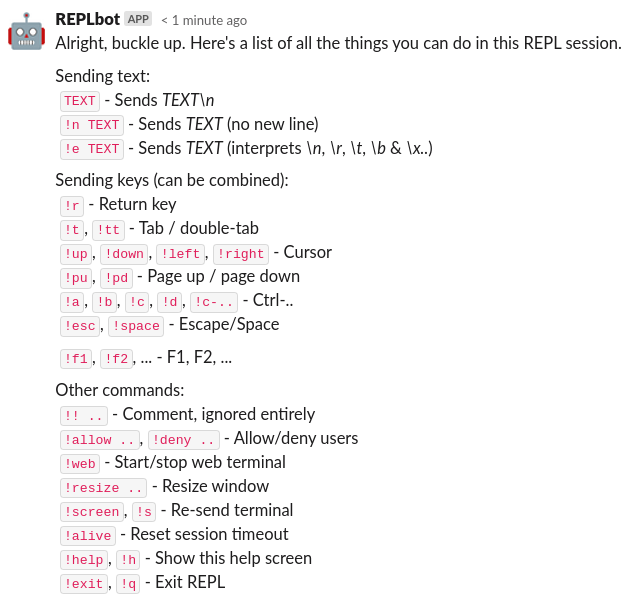 REPLbot APP < 1 minute ago
Alright, buckle up. Here's a list of all the things you can do in this REPL session.
Sending text:
TEXT - Sends TEXT\n
!n TEXT - Sends TEXT (no new line)
!e TEXT - Sends TEXT (interprets \n, \r, \t, \b & \x..)
Sending keys (can be combined):
!r - Return key
!t, !tt - Tab / double-tab
!up, !down, !left, !right - Cursor
!pu, !pd - Page up / page down
!a, !b, !c, !d, !c-.. - Ctrl-..
!esc, !space - Escape/Space
!f1, !f2, ... - F1, F2, ...
Other commands:
!! .. - Comment, ignored entirely
!allow .., !deny .. - Allow/deny users
!web - Start/stop web terminal
!resize .. - Resize window
!screen, !s - Re-send terminal
!alive - Reset session timeout
!help, !h - Show this help screen
!exit, !q - Exit REPL